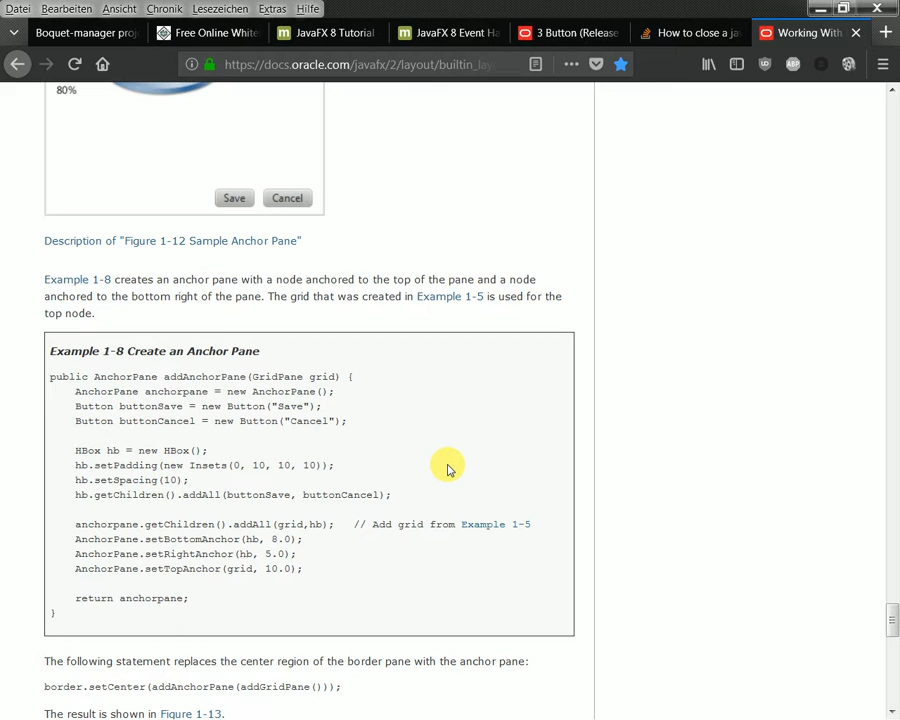 Datei Bearbeiten Ansicht Chronik Lesezeichen Extras Hilfe
Boquet-manager proj Free Online White JavaFX 8 Tutorial JavaFX 8 Event Ha 3 Button (Release How to close a ja Working With
https://docs.oracle.com/javafx/2/layout/builtin_lay
80%
Save Cancel
Description of "Figure 1-12 Sample Anchor Pane"
Example 1-8 creates an anchor pane with a node anchored to the top of the pane and a node
anchored to the bottom right of the pane. The grid that was created in Example 1-5 is used for the
top node.
Example 1-8 Create an Anchor Pane
public AnchorPane addAnchorPane(GridPane grid) {
AnchorPane anchorpane = new AnchorPane();
Button buttonSave = new Button("Save");
Button buttonCancel = new Button("Cancel");
HBox hb = new HBox();
hb.setPadding(new Insets(0, 10, 10, 10));
hb.setSpacing(10);
hb.getChildren().addAll(buttonSave, buttonCancel);
anchorpane.getChildren().addAll(grid,hb); // Add grid from Example 1-5
AnchorPane.setBottomAnchor(hb, 8.0);
AnchorPane.setRightAnchor(hb, 5.0);
AnchorPane.setTopAnchor(grid, 10.0);
return anchorpane;
}
The following statement replaces the center region of the border pane with the anchor pane:
border.setCenter(addAnchorPane(addGridPane()));
The result is shown in Figure 1-13.